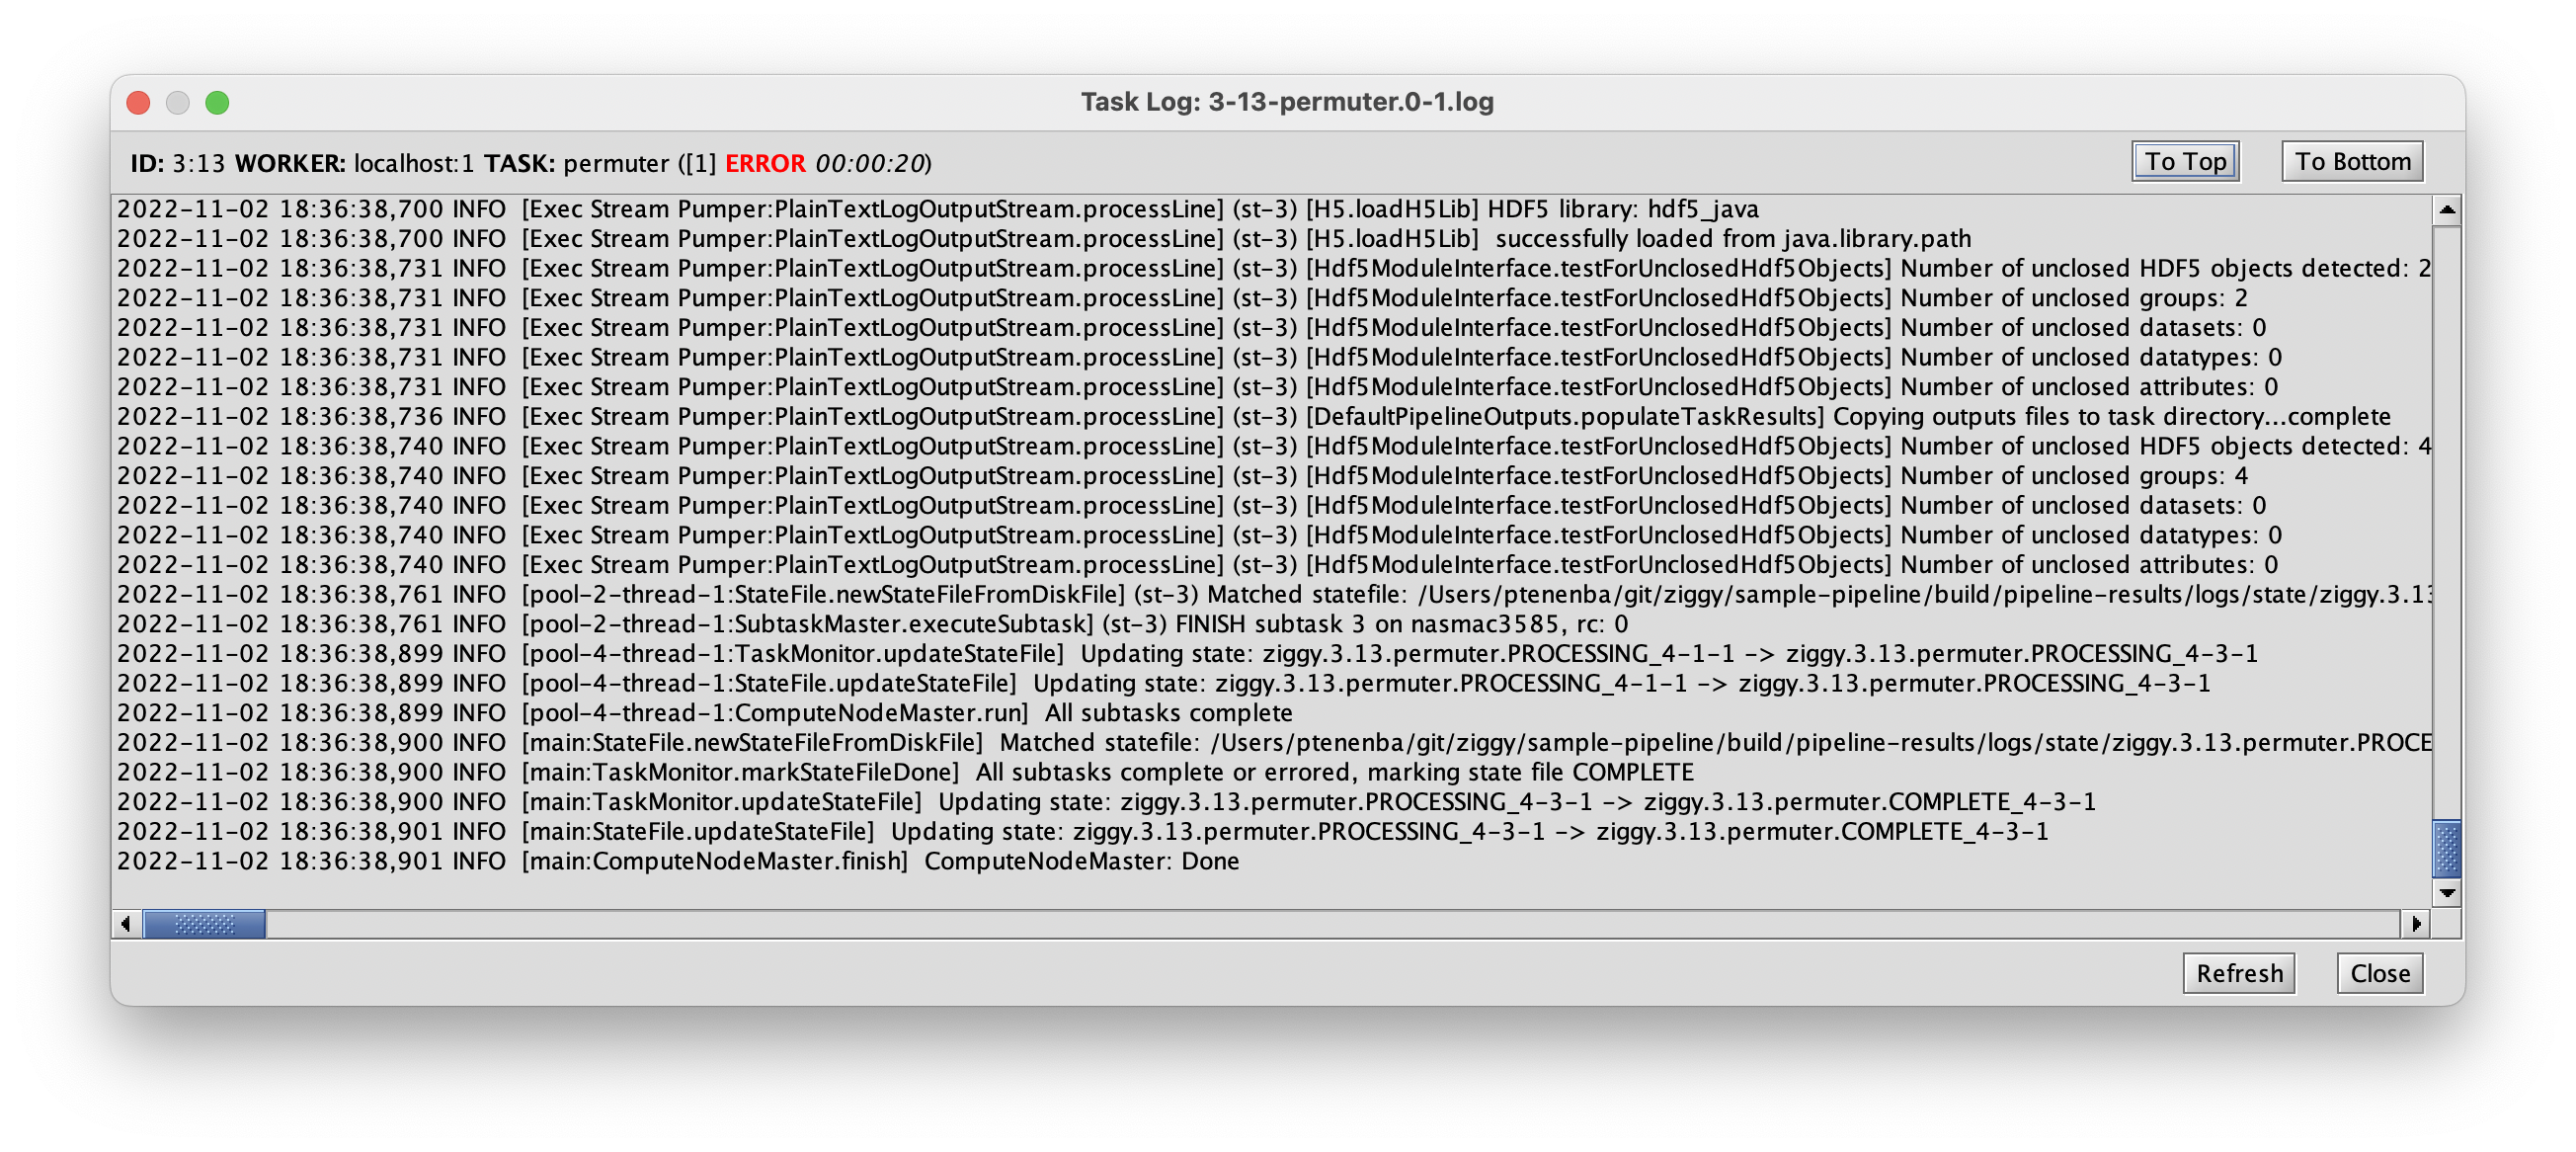 Task Log: 3-13-permuter.0-1.log
ID: 3:13 WORKER: localhost:1 TASK: permuter ([1] ERROR 00:00:20)
To Top
To Bottom
2022-11-02 18:36:38,700 INFO [Exec Stream Pumper:PlainTextLogOutputStream.processLine] (st-3) [H5.loadH5Lib] HDF5 library: hdf5_java
2022-11-02 18:36:38,700 INFO [Exec Stream Pumper:PlainTextLogOutputStream.processLine] (st-3) [H5.loadH5Lib] successfully loaded from java.library.path
2022-11-02 18:36:38,731 INFO [Exec Stream Pumper:PlainTextLogOutputStream.processLine] (st-3) [Hdf5ModuleInterface.testForUnclosedHdf5Objects] Number of unclosed HDF5 objects detected: 2
2022-11-02 18:36:38,731 INFO [Exec Stream Pumper:PlainTextLogOutputStream.processLine] (st-3) [Hdf5ModuleInterface.testForUnclosedHdf5Objects] Number of unclosed groups: 2
2022-11-02 18:36:38,731 INFO [Exec Stream Pumper:PlainTextLogOutputStream.processLine] (st-3) [Hdf5ModuleInterface.testForUnclosedHdf5Objects] Number of unclosed datasets: 0
2022-11-02 18:36:38,731 INFO [Exec Stream Pumper:PlainTextLogOutputStream.processLine] (st-3) [Hdf5ModuleInterface.testForUnclosedHdf5Objects] Number of unclosed datatypes: 0
2022-11-02 18:36:38,731 INFO [Exec Stream Pumper:PlainTextLogOutputStream.processLine] (st-3) [Hdf5ModuleInterface.testForUnclosedHdf5Objects] Number of unclosed attributes: 0
2022-11-02 18:36:38,736 INFO [Exec Stream Pumper:PlainTextLogOutputStream.processLine] (st-3) [DefaultPipelineOutputs.populateTaskResults] Copying outputs files to task directory...complete
2022-11-02 18:36:38,740 INFO [Exec Stream Pumper:PlainTextLogOutputStream.processLine] (st-3) [Hdf5ModuleInterface.testForUnclosedHdf5Objects] Number of unclosed HDF5 objects detected: 4
2022-11-02 18:36:38,740 INFO [Exec Stream Pumper:PlainTextLogOutputStream.processLine] (st-3) [Hdf5ModuleInterface.testForUnclosedHdf5Objects] Number of unclosed groups: 4
2022-11-02 18:36:38,740 INFO [Exec Stream Pumper:PlainTextLogOutputStream.processLine] (st-3) [Hdf5ModuleInterface.testForUnclosedHdf5Objects] Number of unclosed datasets: 0
2022-11-02 18:36:38,740 INFO [Exec Stream Pumper:PlainTextLogOutputStream.processLine] (st-3) [Hdf5ModuleInterface.testForUnclosedHdf5Objects] Number of unclosed datatypes: 0
2022-11-02 18:36:38,740 INFO [Exec Stream Pumper:PlainTextLogOutputStream.processLine] (st-3) [Hdf5ModuleInterface.testForUnclosedHdf5Objects] Number of unclosed attributes: 0
2022-11-02 18:36:38,761 INFO [pool-2-thread-1:StateFile.newStateFileFromDiskFile] (st-3) Matched statefile: /Users/ptenenba/git/ziggy/sample-pipeline/build/pipeline-results/logs/state/ziggy.3.13
2022-11-02 18:36:38,761 INFO [pool-2-thread-1:SubtaskMaster.executeSubtask] (st-3) FINISH subtask 3 on nasmac3585, rc: 0
2022-11-02 18:36:38,899 INFO [pool-4-thread-1:TaskMonitor.updateStateFile] Updating state: ziggy.3.13.permuter.PROCESSING_4-1-1 -> ziggy.3.13.permuter.PROCESSING_4-3-1
2022-11-02 18:36:38,899 INFO [pool-4-thread-1:StateFile.updateStateFile] Updating state: ziggy.3.13.permuter.PROCESSING_4-1-1 -> ziggy.3.13.permuter.PROCESSING_4-3-1
2022-11-02 18:36:38,899 INFO [pool-4-thread-1:ComputeNodeMaster.run] All subtasks complete
2022-11-02 18:36:38,900 INFO [main:StateFile.newStateFileFromDiskFile] Matched statefile: /Users/ptenenba/git/ziggy/sample-pipeline/build/pipeline-results/logs/state/ziggy.3.13.permuter.PROCE
2022-11-02 18:36:38,900 INFO [main:TaskMonitor.markStateFileDone] All subtasks complete or errored, marking state file COMPLETE
2022-11-02 18:36:38,900 INFO [main:TaskMonitor.updateStateFile] Updating state: ziggy.3.13.permuter.PROCESSING_4-3-1 -> ziggy.3.13.permuter.COMPLETE_4-3-1
2022-11-02 18:36:38,901 INFO [main:StateFile.updateStateFile] Updating state: ziggy.3.13.permuter.PROCESSING_4-3-1 -> ziggy.3.13.permuter.COMPLETE_4-3-1
2022-11-02 18:36:38,901 INFO [main:ComputeNodeMaster.finish] ComputeNodeMaster: Done
Refresh
Close